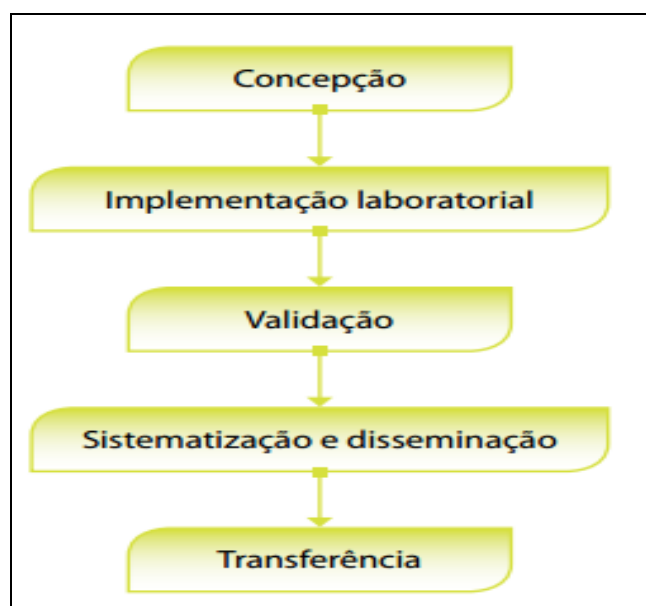 Concepção
Implementação laboratorial
Validação
Sistematização e disseminação
Transferência